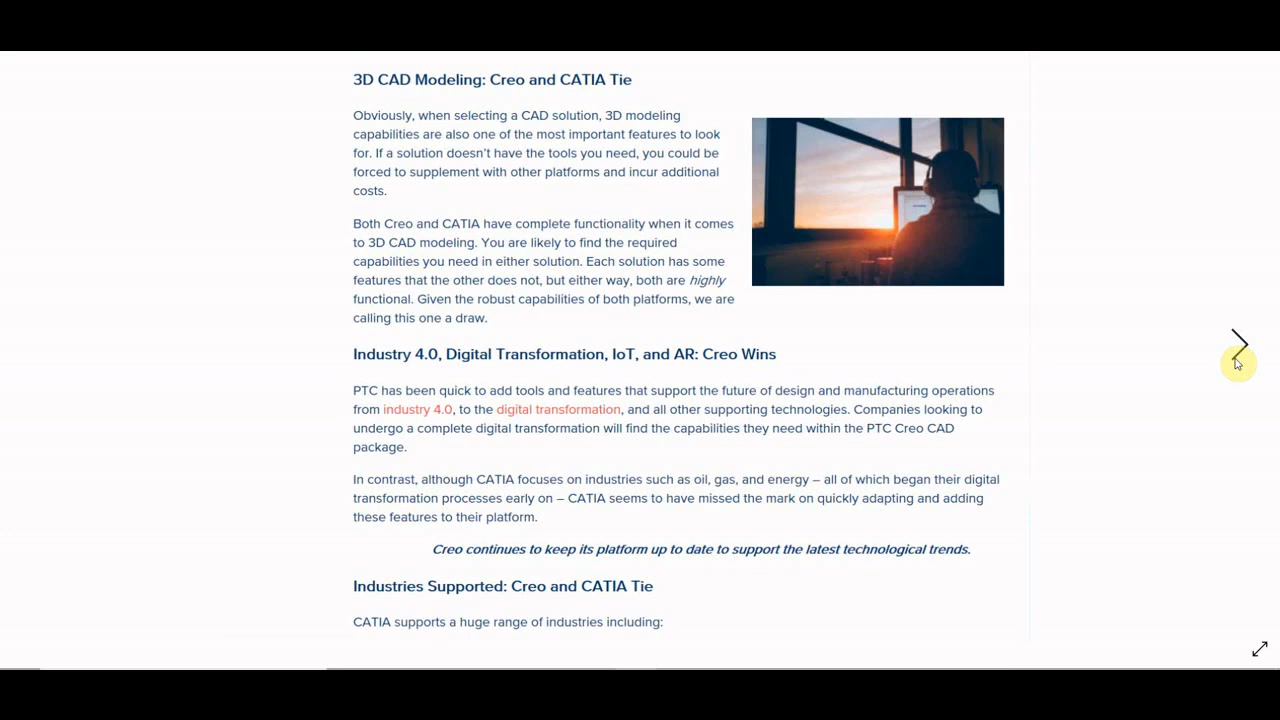 3D CAD Modeling: Creo and CATIA Tie
Obviously, when selecting a CAD solution, 3D modeling
capabilities are also one of the most important features to look
for. If a solution doesn't have the tools you need, you could be
forced to supplement with other platforms and incur additional
costs.
Both Creo and CATIA have complete functionality when it comes
to 3D CAD modeling. You are likely to find the required
capabilities you need in either solution. Each solution has some
features that the other does not, but either way, both are highly
functional. Given the robust capabilities of both platforms, we are
calling this one a draw.
Industry 4.0, Digital Transformation, IoT, and AR: Creo Wins
PTC has been quick to add tools and features that support the future of design and manufacturing operations
from industry 4.0, to the digital transformation, and all other supporting technologies. Companies looking to
undergo a complete digital transformation will find the capabilities they need within the PTC Creo CAD
package.
In contrast, although CATIA focuses on industries such as oil, gas, and energy – all of which began their digital
transformation processes early on – CATIA seems to have missed the mark on quickly adapting and adding
these features to their platform.
Creo continues to keep its platform up to date to support the latest technological trends.
Industries Supported: Creo and CATIA Tie
CATIA supports a huge range of industries including: